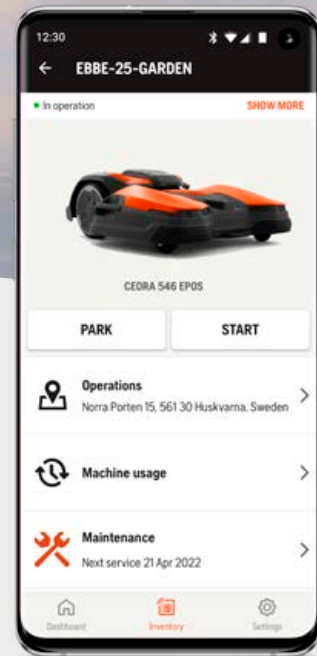 12:30
EBBE-25-GARDEN
In operation
SHOW MORE
CEORA 546 EPOS
PARK
START
Operations
Norra Porten 15, 561 30 Huskvarna, Sweden
Machine usage
Maintenance
Next service 21 Apr 2022
Dashboard
Inventory
Settings